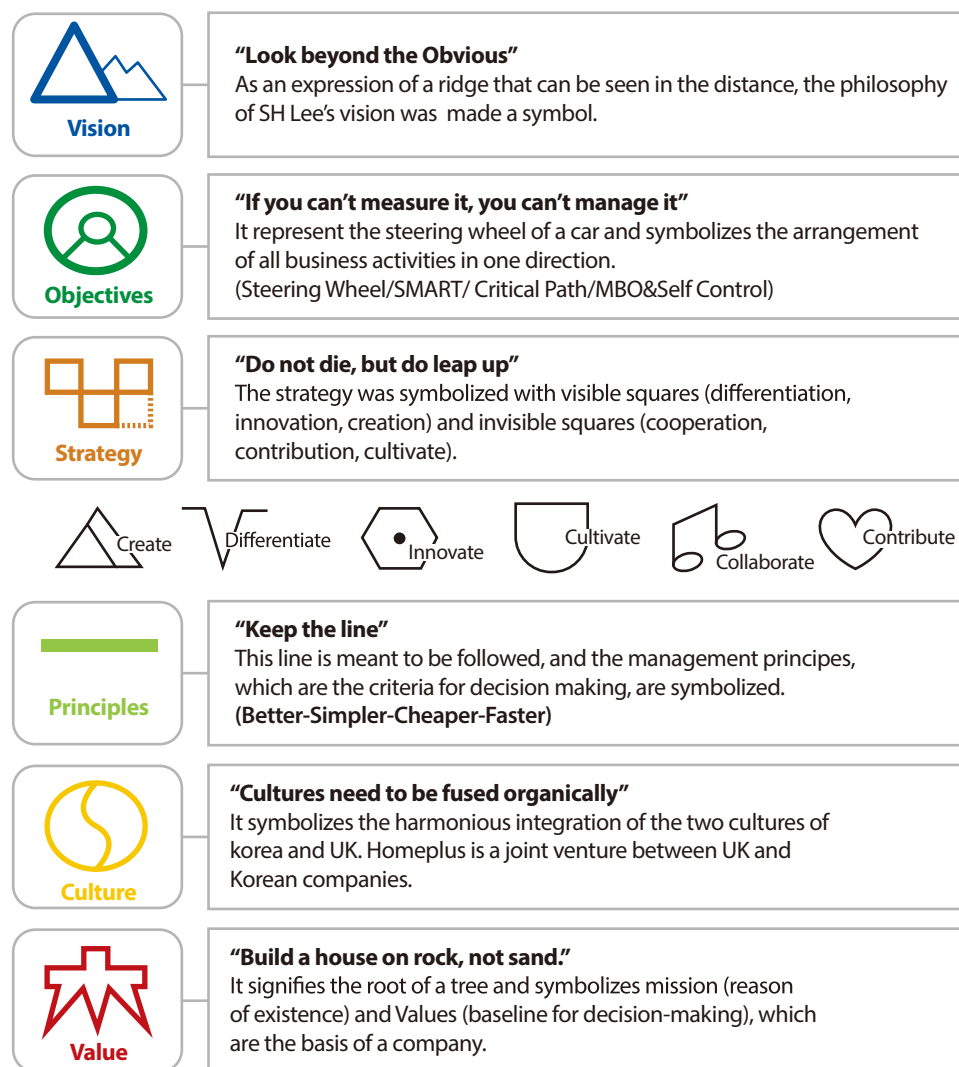 Vision
“Look beyond the Obvious”
As an expression of a ridge that can be seen in the distance, the philosophy
of SH Lee’s vision was made a symbol.
Objectives
“If you can’t measure it, you can’t manage it”
It represent the steering wheel of a car and symbolizes the arrangement
of all business activities in one direction.
(Steering Wheel/SMART/ Critical Path/MBO&Self Control)
Strategy
“Do not die, but do leap up”
The strategy was symbolized with visible squares (differentiation,
innovation, creation) and invisible squares (cooperation,
contribution, cultivate).
Create
Differentiate
Innovate
Cultivate
Collaborate
Contribute
Principles
“Keep the line”
This line is meant to be followed, and the management principes,
which are the criteria for decision making, are symbolized.
(Better-Simpler-Cheaper-Faster)
Culture
“Cultures need to be fused organically”
It symbolizes the harmonious integration of the two cultures of
korea and UK. Homeplus is a joint venture between UK and
Korean companies.
Value
“Build a house on rock, not sand.”
It signifies the root of a tree and symbolizes mission (reason
of existence) and Values (baseline for decision-making), which
are the basis of a company.